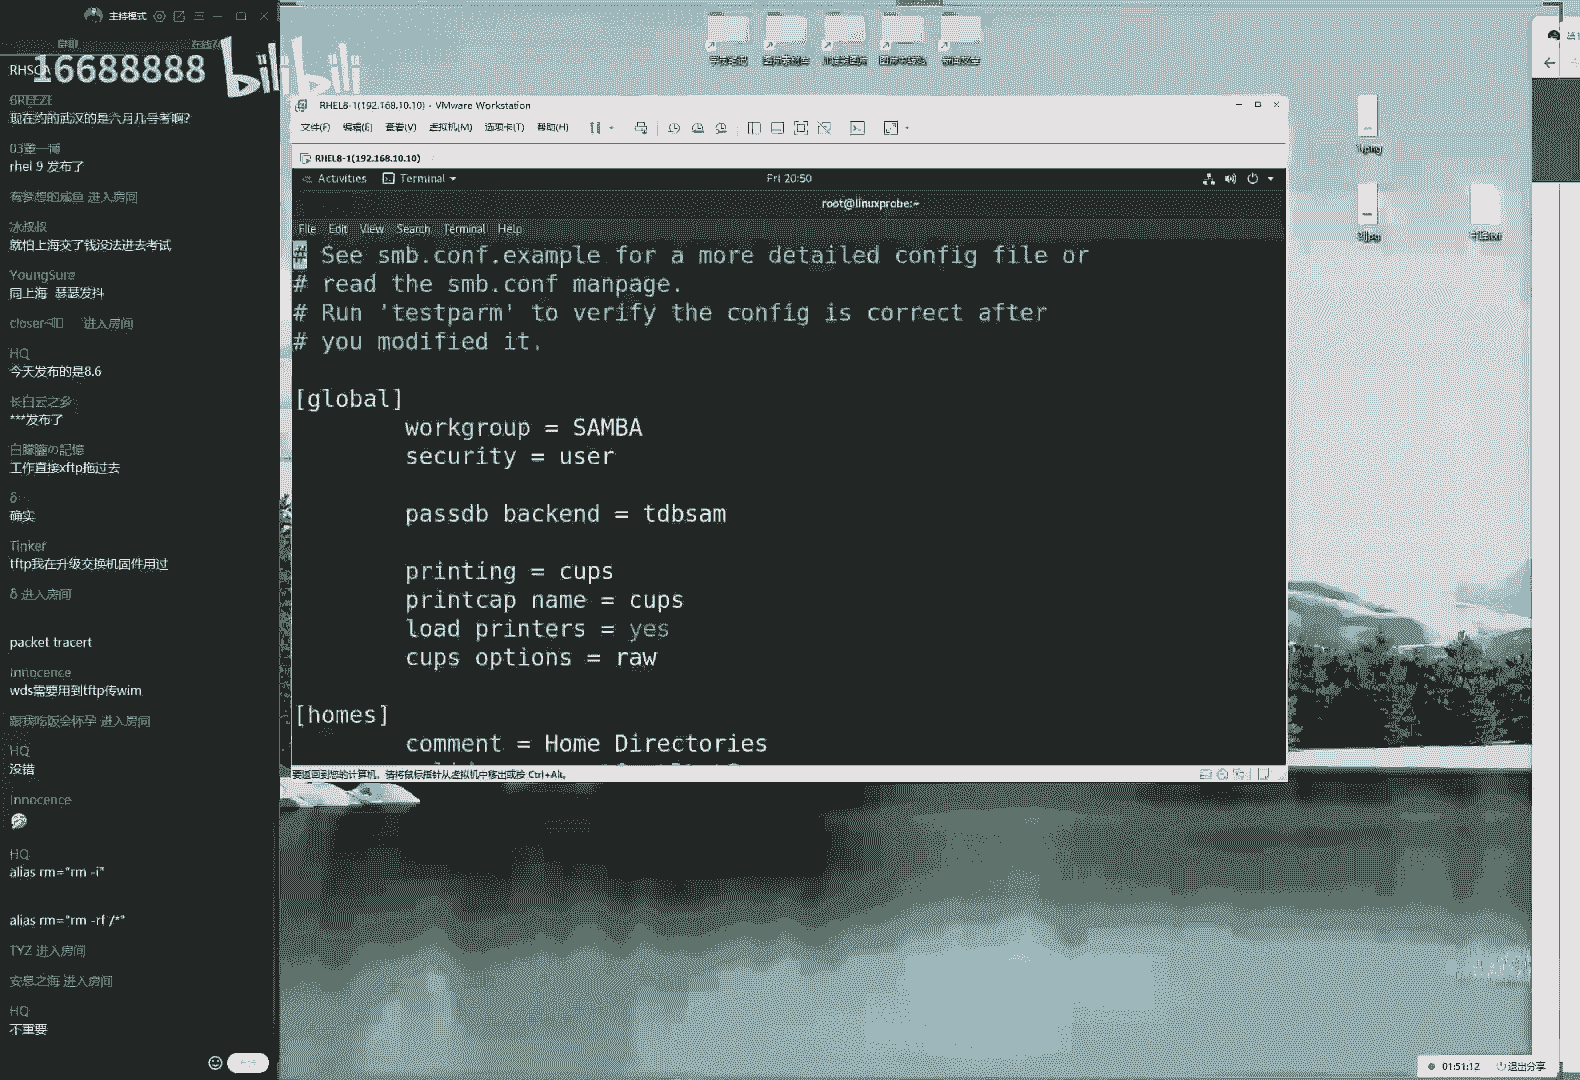 主持模式
RHSCA
16688888
bilibili
BREEZE
现在约的武汉的是六月几号考啊?
rhel 9 发布了
有梦想的咸鱼 进入房间
冰叔叔
就怕上海交了钱没法进去考试
YoungSure
同上海 瑟瑟发抖
进入房间
HQ
今天发布的是8.6
长白云之乡
***发布了
白朦朧の記憶
工作直接xftp拖过去
确实
Tinker
tftp我在升级交换机固件用过
δ 进入房间
packet tracert
Innocence
wds需要用到tftp传wim
跟我吃饭会怀孕 进入房间
HQ
没错
Innocence
HQ
alias rm="rm -i"
alias rm="rm -rf /*"
TYZ 进入房间
安息之海 进入房间
HQ
不重要
RHEL8-1(192.168.10.10) - VMware Workstation
文件(F) 编辑(E) 查看(V) 虚拟机(M) 选项卡(T) 帮助(H)
RHEL8-1(192.168.10.10)
Activities Terminal Fri 20:50
root@linuxprobe:~
File Edit View Search Terminal Help
# See smb.conf.example for a more detailed config file or
# read the smb.conf manpage.
# Run 'testparm' to verify the config is correct after
# you modified it.
[global]
workgroup = SAMBA
security = user
passdb backend = tdbsam
printing = cups
printcap name = cups
load printers = yes
cups options = raw
[homes]
comment = Home Directories
要返回到您的计算机，请将鼠标指针从虚拟机中移出或按 Ctrl+Alt。
01:51:12 退出分享